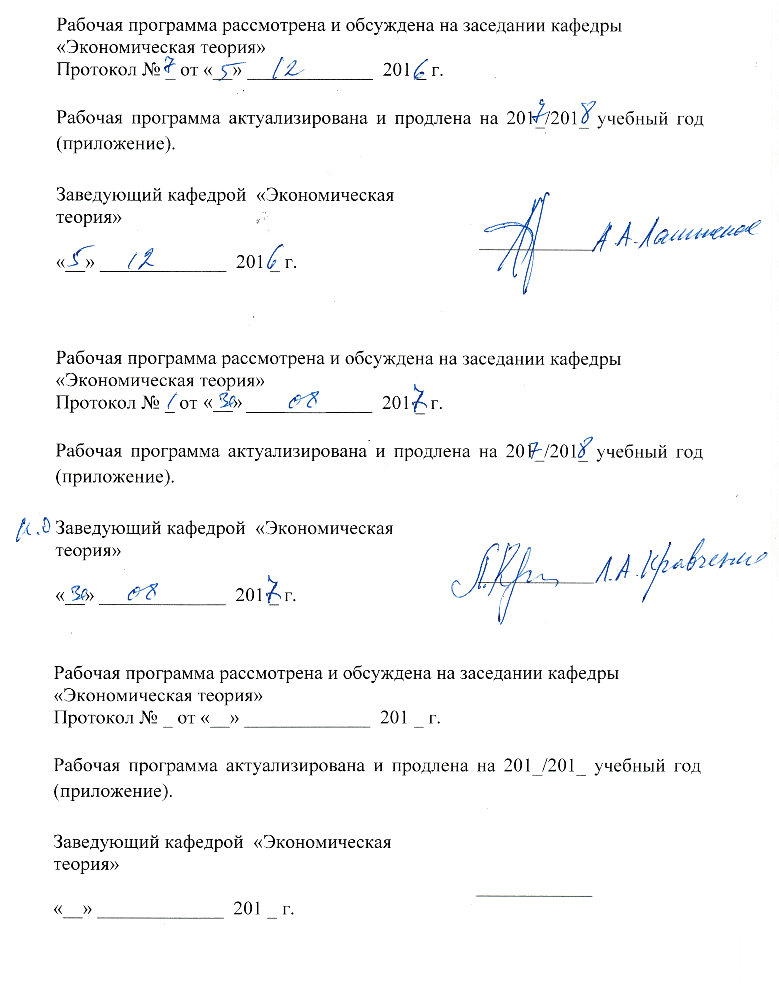 Рабочая программа рассмотрена и обсуждена на заседании кафедры
«Экономическая теория»
Протокол № 7 от «5» 12 2016 г.
Рабочая программа актуализирована и продлена на 2017/2018 учебный год
(приложение).
Заведующий кафедрой «Экономическая
теория»
А.А.
«5» 12 2016 г.
Рабочая программа рассмотрена и обсуждена на заседании кафедры
«Экономическая теория»
Протокол № 1 от «30» 08 2017 г.
Рабочая программа актуализирована и продлена на 2017/2018 учебный год
(приложение).
и.о Заведующий кафедрой «Экономическая
теория»
Л.А. Кравченко
«30» 08 2017 г.
Рабочая программа рассмотрена и обсуждена на заседании кафедры
«Экономическая теория»
Протокол № _ от «__» _____________ 201 _ г.
Рабочая программа актуализирована и продлена на 201_/201_ учебный год
(приложение).
Заведующий кафедрой «Экономическая
теория»
____________
«__» _____________ 201 _ г.